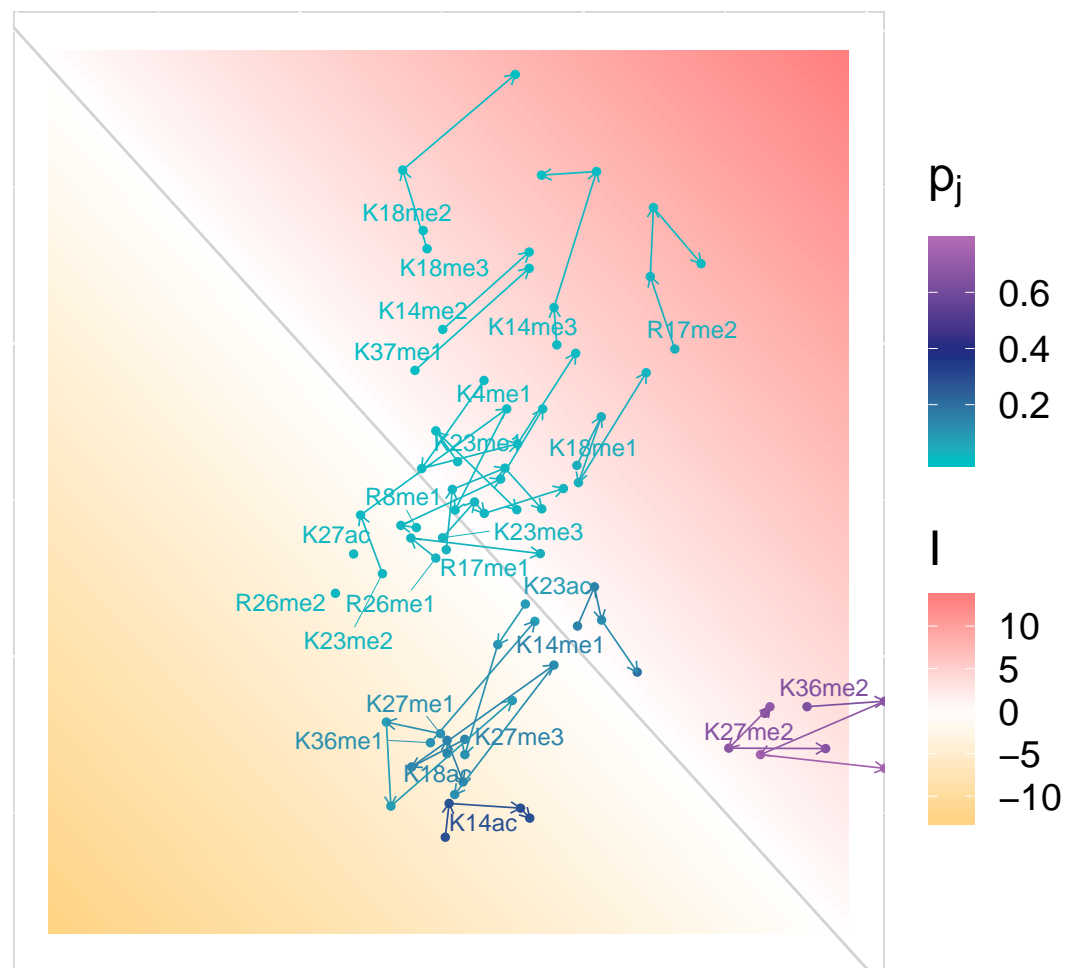 K18me2
K18me3
K14me2
K14me3
R17me2
K37me1
K4me1
K23me1
K18me1
R8me1
K27ac
K23me3
R17me1
K23ac
R26me2
R26me1
K23me2
K14me1
K36me2
K27me1
K27me2
K36me1
K27me3
K18ac
K14ac
pj
0.6
0.4
0.2
I
10
5
0
−5
−10